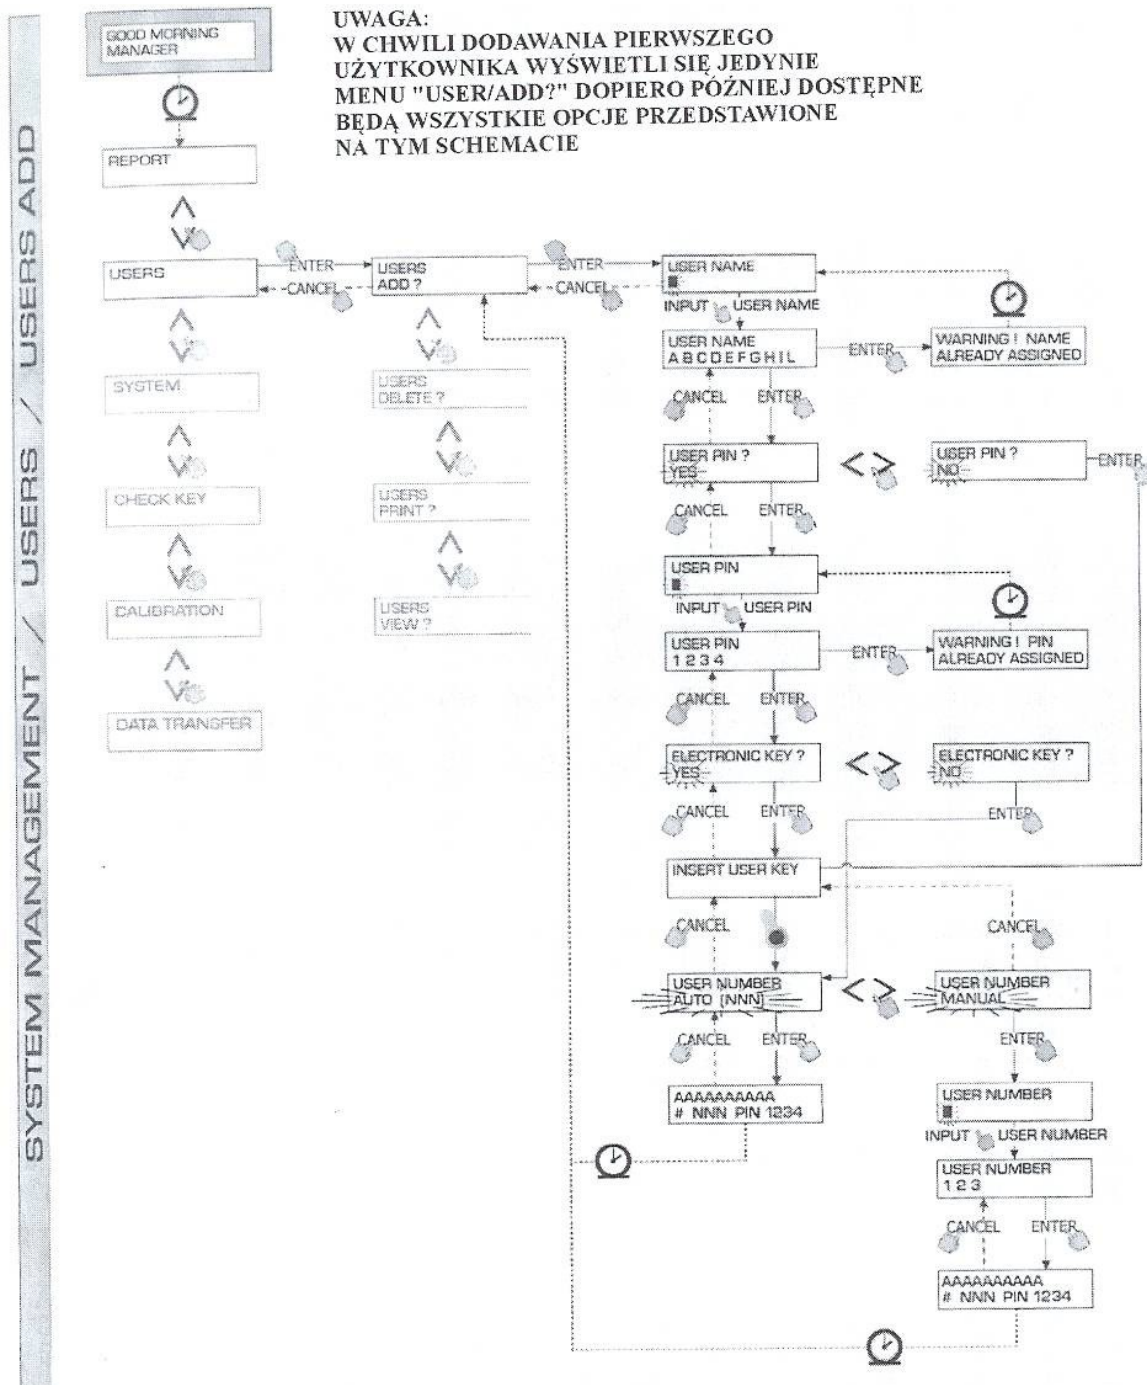 SYSTEM MANAGEMENT / USERS / USERS ADD
GOOD MORNING
MANAGER
UWAGA:
W CHWILI DODAWANIA PIERWSZEGO
UŻYTKOWNIKA WYŚWIETLI SIĘ JEDYNIE
MENU "USER/ADD?" DOPIERO PÓŹNIEJ DOSTĘPNE
BĘDĄ WSZYSTKIE OPCJE PRZEDSTAWIONE
NA TYM SCHEMACIE
REPORT
USERS
ENTER
CANCEL
USERS
ADD ?
ENTER
CANCEL
USER NAME
INPUT USER NAME
USER NAME
A B C D E F G H I L
ENTER
WARNING ! NAME
ALREADY ASSIGNED
SYSTEM
USERS
DELETE ?
CANCEL ENTER
USER PIN ?
YES
USER PIN ?
NO
ENTER
CHECK KEY
USERS
PRINT ?
CANCEL ENTER
USER PIN
INPUT USER PIN
CALIBRATION
USERS
VIEW ?
USER PIN
1 2 3 4
ENTER
WARNING ! PIN
ALREADY ASSIGNED
DATA TRANSFER
CANCEL ENTER
ELECTRONIC KEY ?
YES
ELECTRONIC KEY ?
NO
CANCEL ENTER
ENTER
INSERT USER KEY
CANCEL
CANCEL
USER NUMBER
AUTO (NNN)
USER NUMBER
MANUAL
CANCEL ENTER
ENTER
AAAAAAAAAA
# NNN PIN 1234
USER NUMBER
INPUT USER NUMBER
USER NUMBER
1 2 3
CANCEL ENTER
AAAAAAAAAA
# NNN PIN 1234